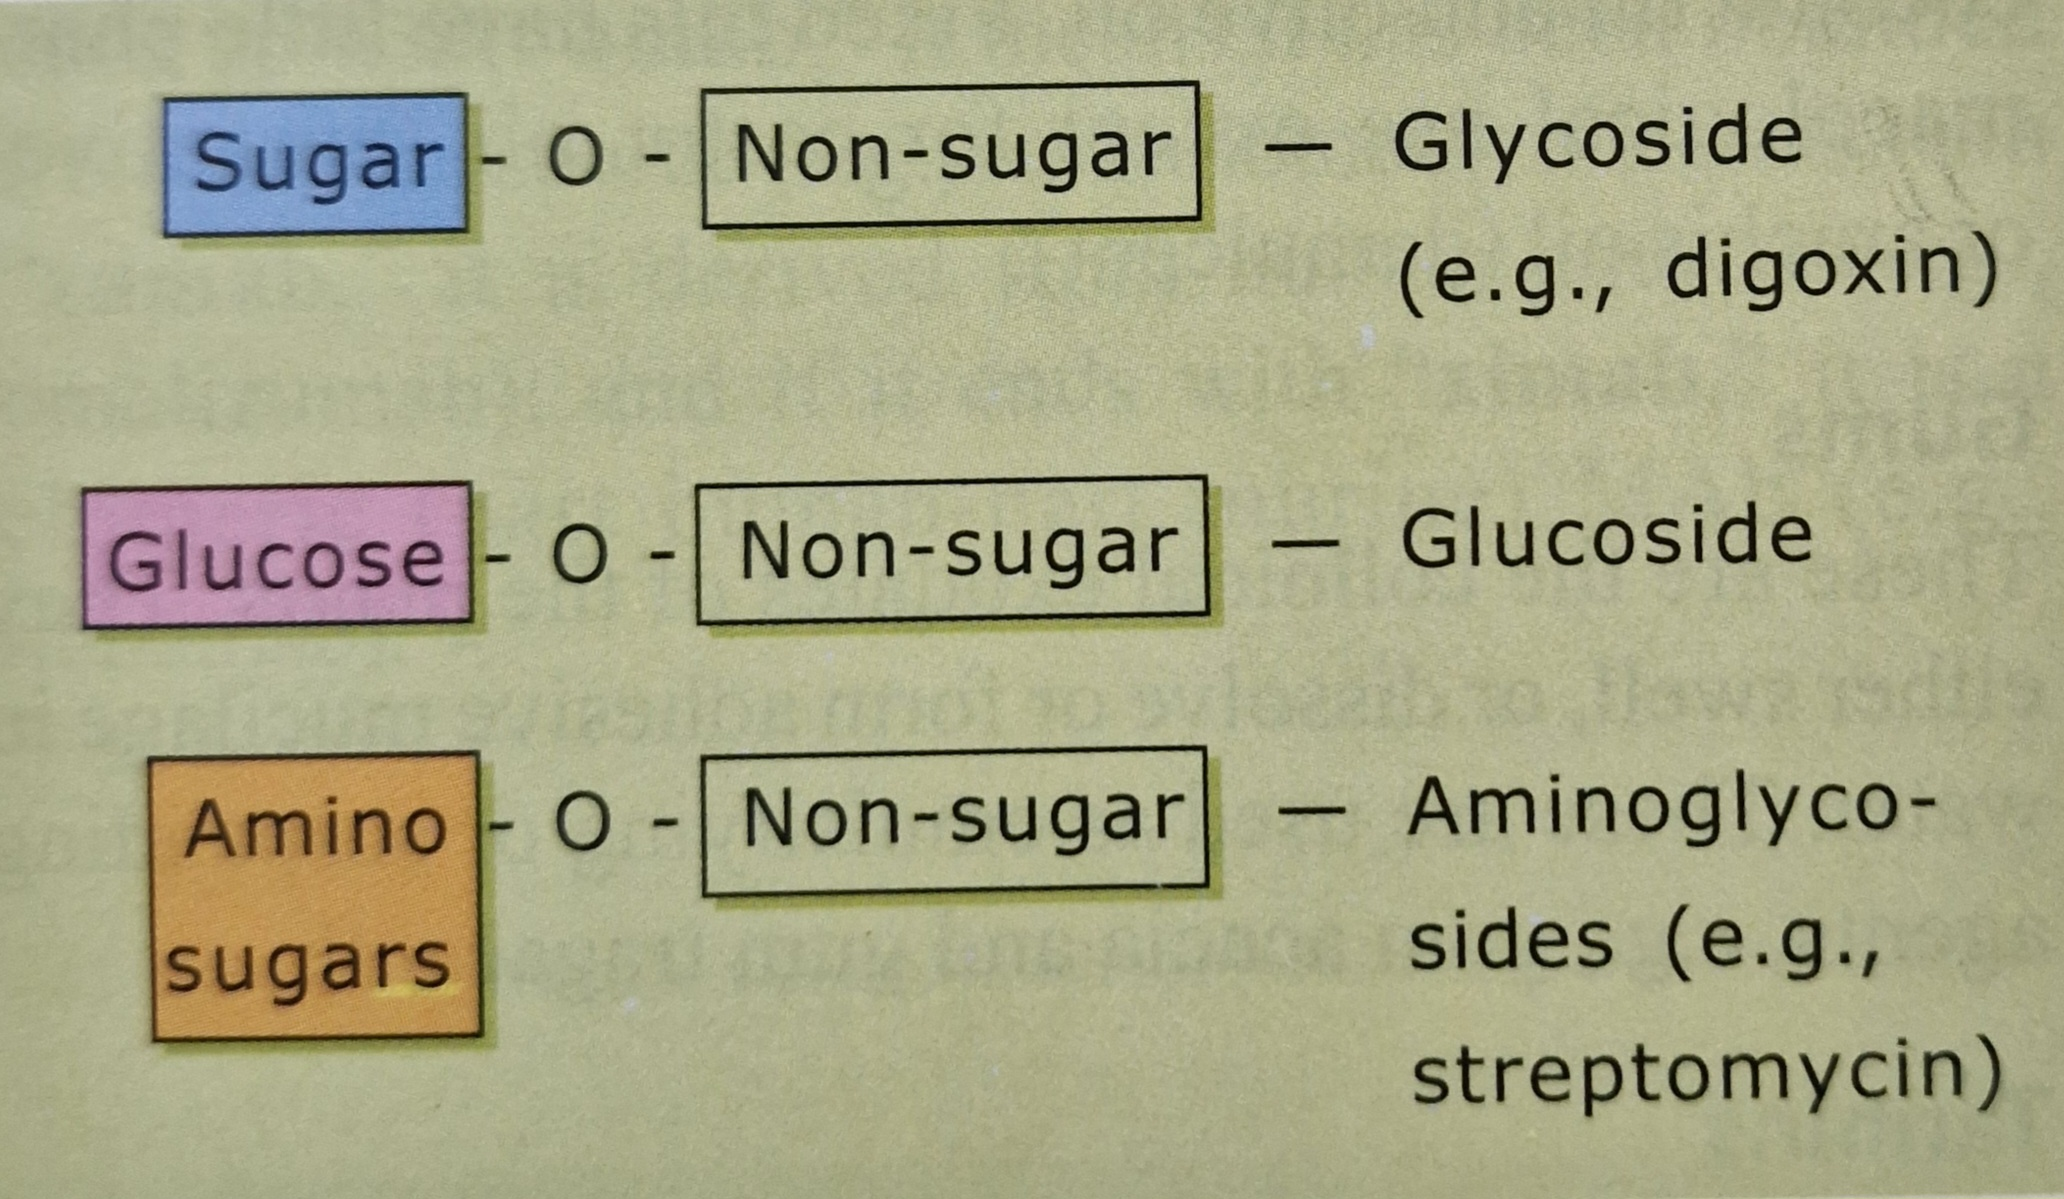 Sugar - O - Non-sugar — Glycoside
(e.g., digoxin)
Glucose - O - Non-sugar — Glucoside
Amino - O - Non-sugar — Aminoglyco-
sugars sides (e.g.,
streptomycin)